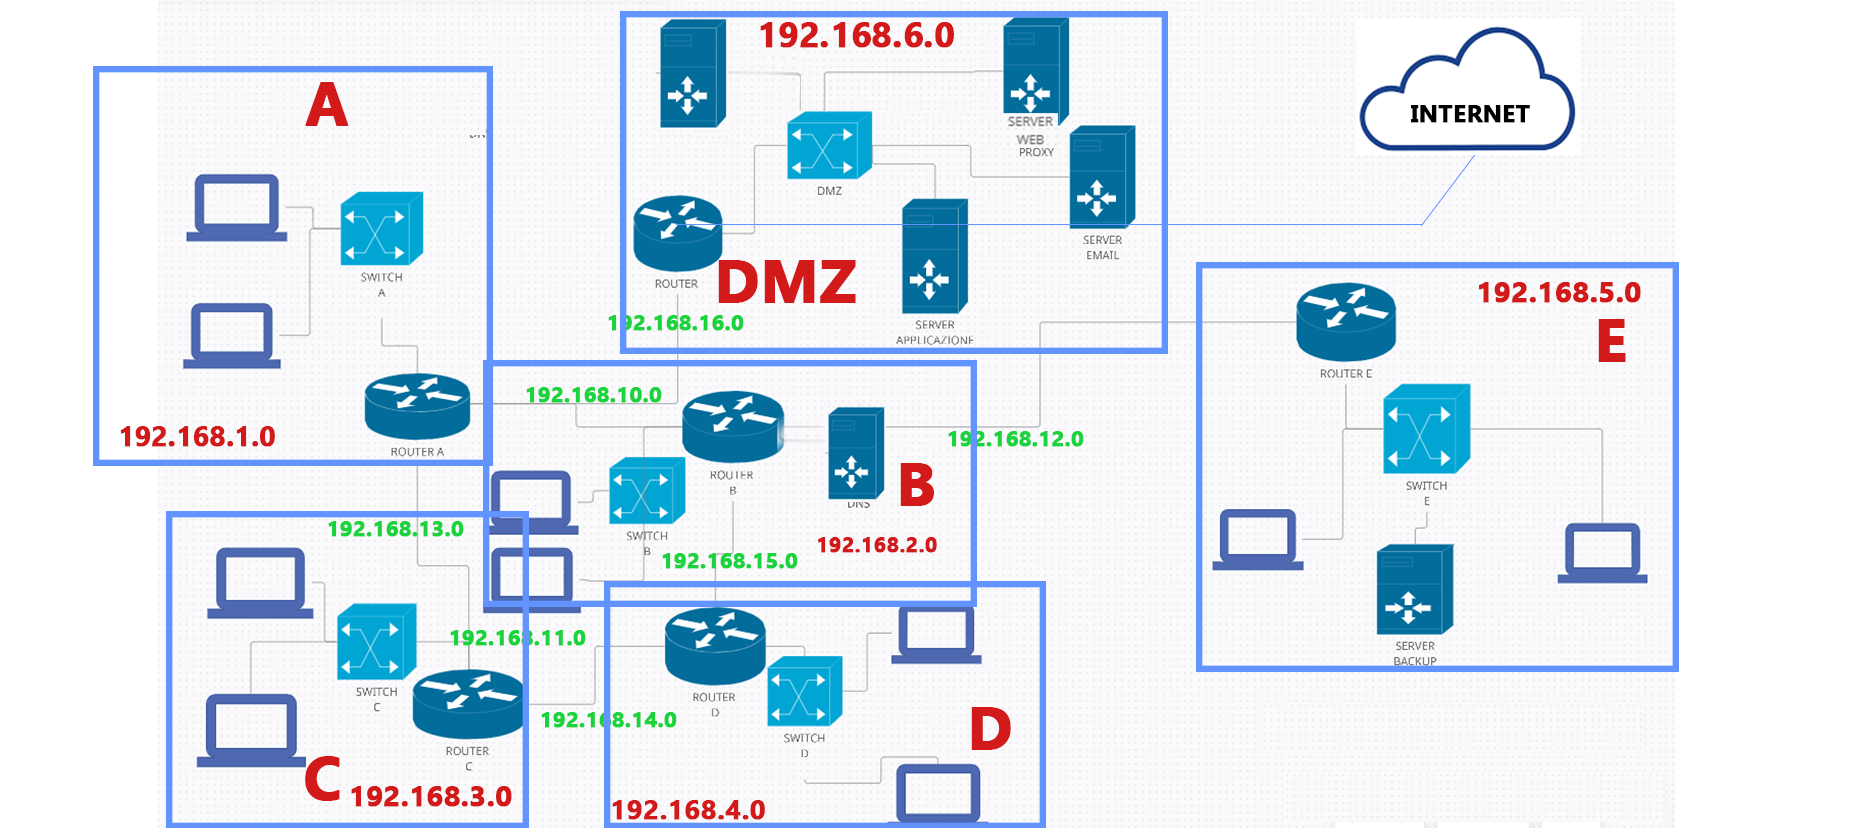 192.168.6.0
A
INTERNET
SERVER
WEB
PROXY
DMZ
SERVER
EMAIL
SWITCH
A
ROUTER
DMZ
192.168.5.0
192.168.16.0
SERVER
APPLICAZIONE
E
ROUTER E
192.168.10.0
192.168.1.0
ROUTER A
192.168.12.0
ROUTER
B
B
SWITCH
E
DNS
192.168.13.0
SWITCH
B
192.168.2.0
192.168.15.0
192.168.11.0
SERVER
BACKUP
SWITCH
C
ROUTER
D
192.168.14.0
D
SWITCH
D
ROUTER
C
C
192.168.3.0
192.168.4.0